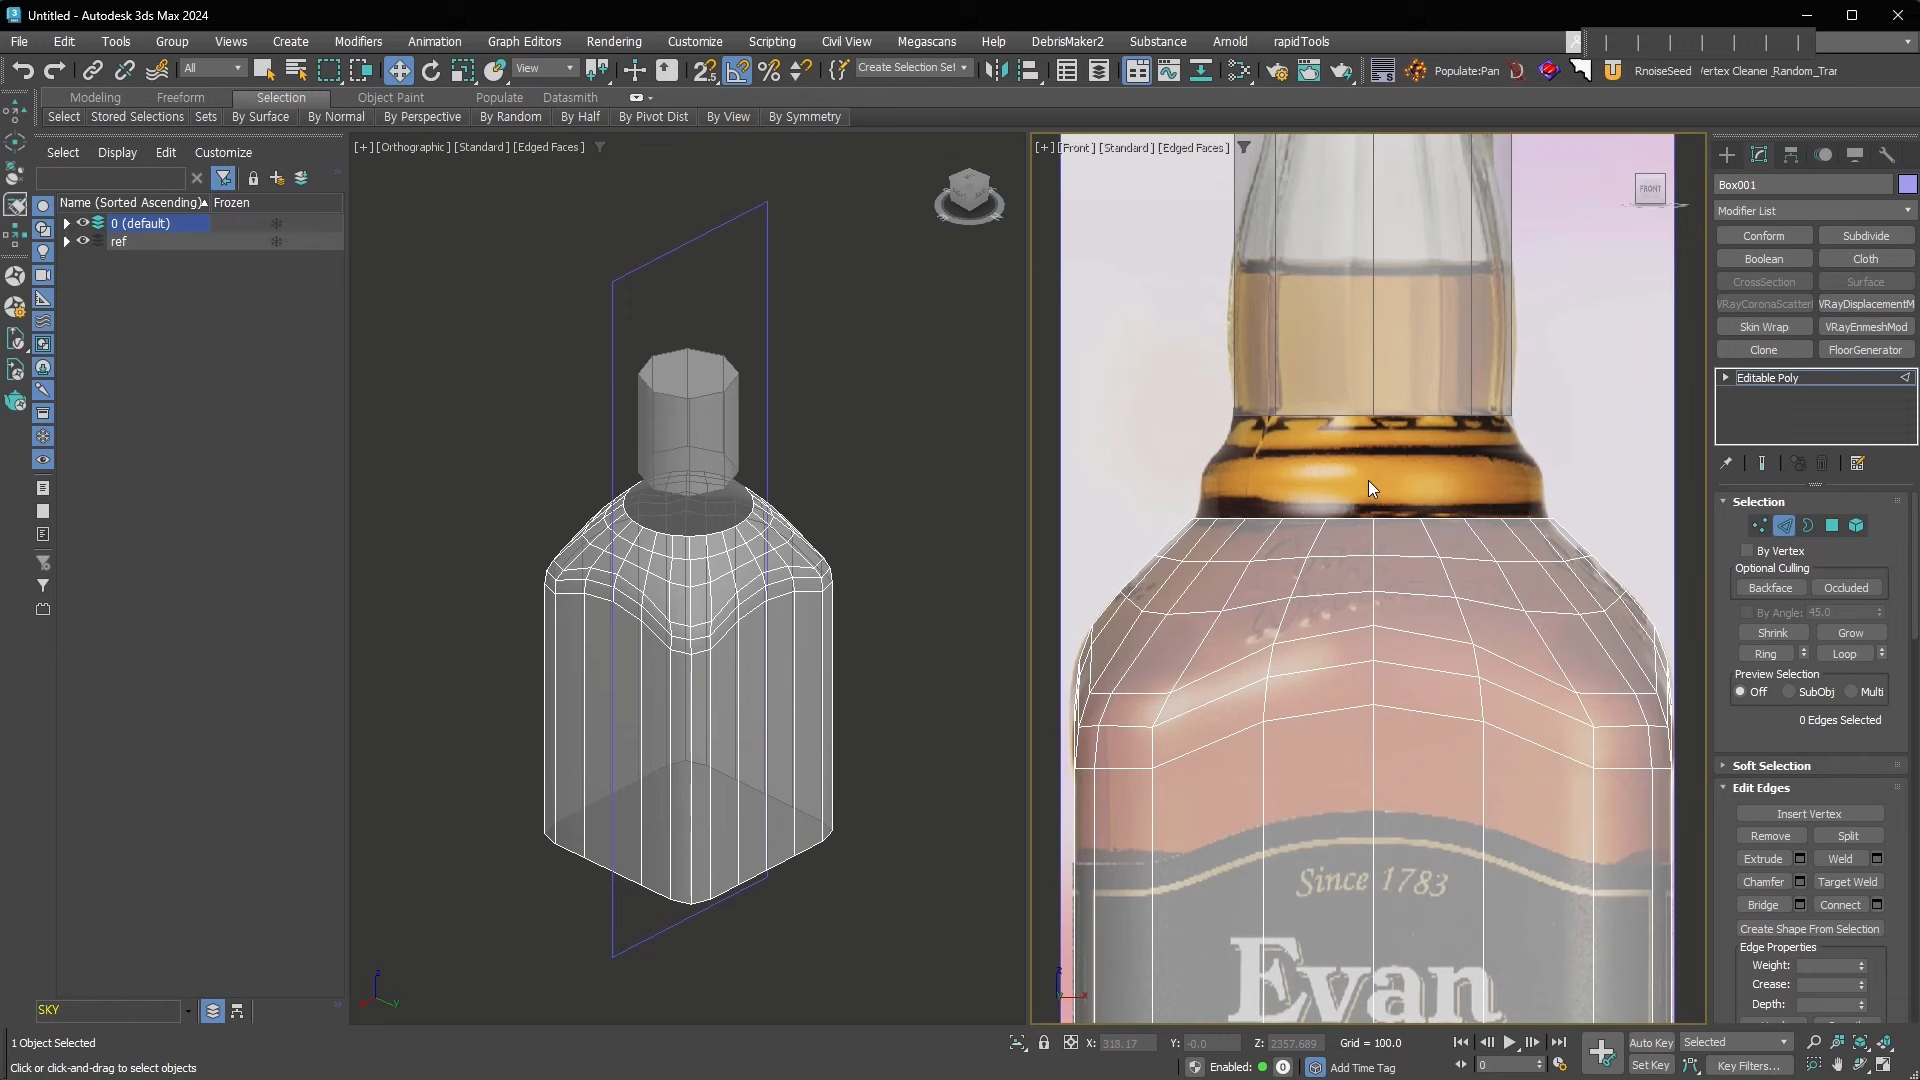 Untitled - Autodesk 3ds Max 2024
File Edit Tools Group Views Create Modifiers Animation Graph Editors Rendering Customize Scripting Civil View Megascans Help DebrisMaker2 Substance Arnold rapidTools
All View 2.5 Create Selection Set Populate:Pan RnoiseSeed /ertex Cleaner _Random_Trar
Modeling Freeform Selection Object Paint Populate Datasmith
Select Stored Selections Sets By Surface By Normal By Perspective By Random By Half By Pivot Dist By View By Symmetry
Select Display Edit Customize
Name (Sorted Ascending) Frozen
0 (default)
ref
SKY
[+] [Orthographic] [Standard] [Edged Faces]
[+] [Front] [Standard] [Edged Faces]
FRONT
Since 1783
Evan
z
x
y
z
x
Box001
Modifier List
Conform Subdivide
Boolean Cloth
CrossSection Surface
VRayCoronaScatter VRayDisplacementM
Skin Wrap VRayEnmeshMod
Clone FloorGenerator
Editable Poly
Selection
By Vertex
Optional Culling
Backface Occluded
By Angle: 45.0
Shrink Grow
Ring Loop
Preview Selection
Off SubObj Multi
0 Edges Selected
Soft Selection
Edit Edges
Insert Vertex
Remove Split
Extrude Weld
Chamfer Target Weld
Bridge Connect
Create Shape From Selection
Edge Properties
Weight:
Crease:
Depth:
1 Object Selected
Click or click-and-drag to select objects
X: 318.17 Y: -0.0 Z: 2357.689 Grid = 100.0
Enabled: 0 Add Time Tag
0
Auto Key Selected
Set Key Key Filters...